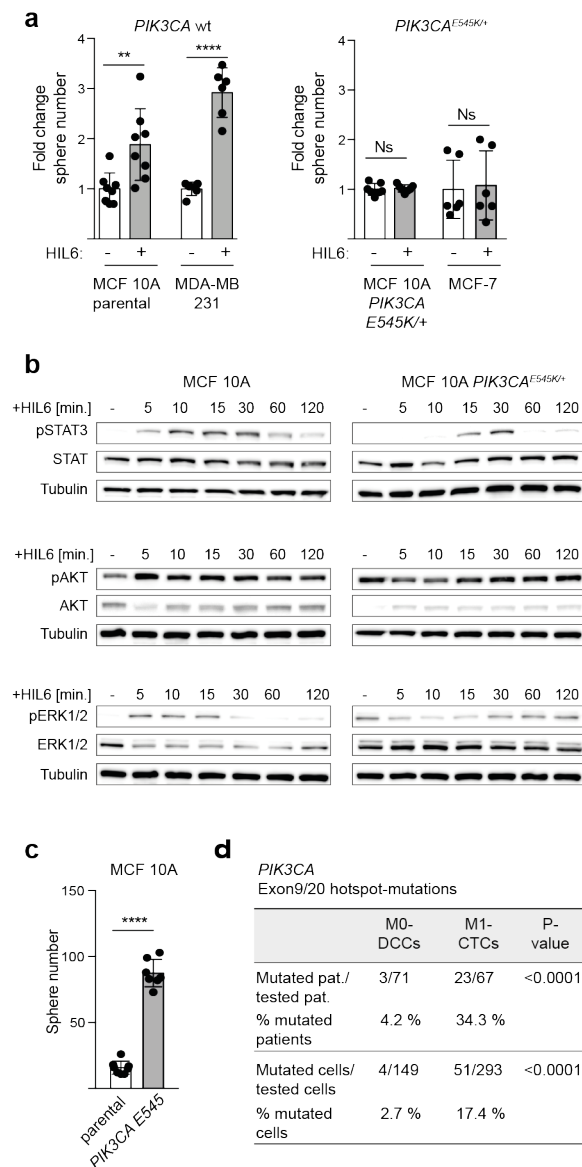 a
PIK3CA wt
PIK3CA E545K/+
** ****
Ns Ns
Fold change
sphere number
4
3
2
1
0
Fold change
sphere number
4
3
2
1
0
HIL6: - + - +
HIL6: - + - +
MCF 10A
parental
MDA-MB
231
MCF 10A
PIK3CA
E545K/+
MCF-7
b
MCF 10A
MCF 10A PIK3CA E545K/+
+HIL6 [min.] - 5 10 15 30 60 120 - 5 10 15 30 60 120
pSTAT3
STAT
Tubulin
+HIL6 [min.] - 5 10 15 30 60 120 - 5 10 15 30 60 120
pAKT
AKT
Tubulin
+HIL6 [min.] - 5 10 15 30 60 120 - 5 10 15 30 60 120
pERK1/2
ERK1/2
Tubulin
c
MCF 10A
****
Sphere number
150
100
50
parental
PIK3CA E545
d
PIK3CA
Exon9/20 hotspot-mutations
M0-
DCCs
M1-
CTCs
P-
value
Mutated pat./
tested pat.
3/71 23/67 <0.0001
% mutated
patients
4.2 % 34.3 %
Mutated cells/
tested cells
4/149 51/293 <0.0001
% mutated
cells
2.7 % 17.4 %